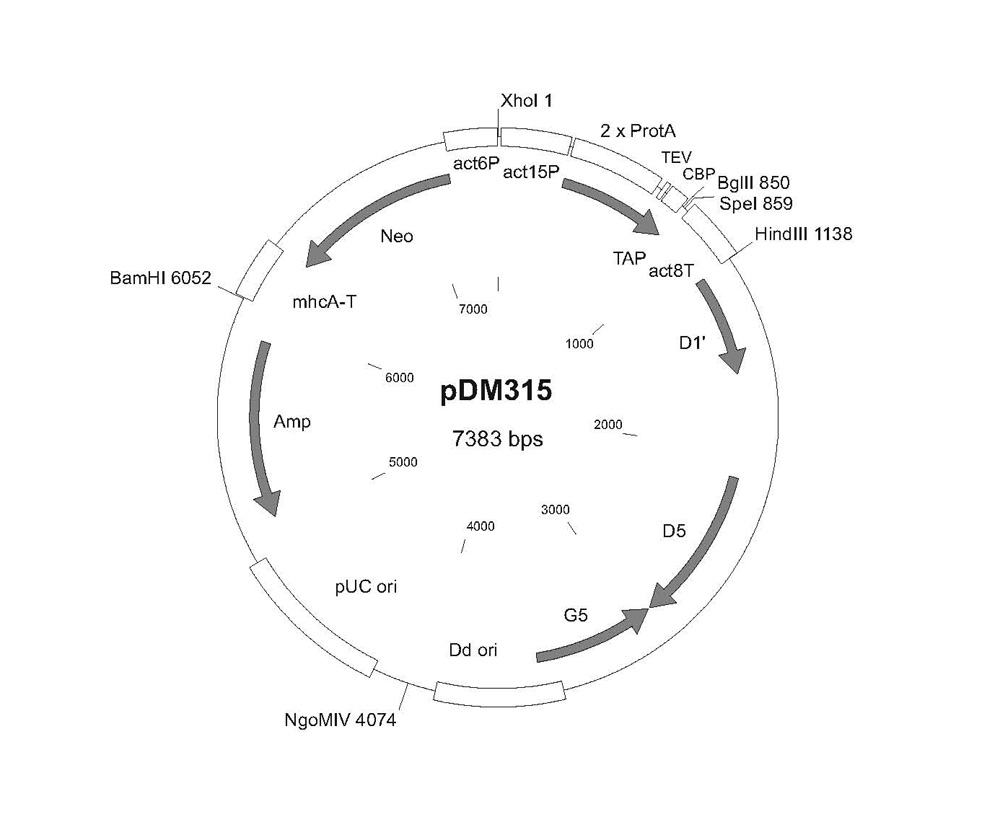 XhoI 1
2 x ProtA
TEV
CBP
BglII 850
SpeI 859
HindIII 1138
act6P
act15P
Neo
TAP
act8T
BamHI 6052
mhcA-T
7000
1000
D1'
6000
pDM315
7383 bps
2000
Amp
5000
3000
4000
D5
pUC ori
G5
Dd ori
NgoMIV 4074